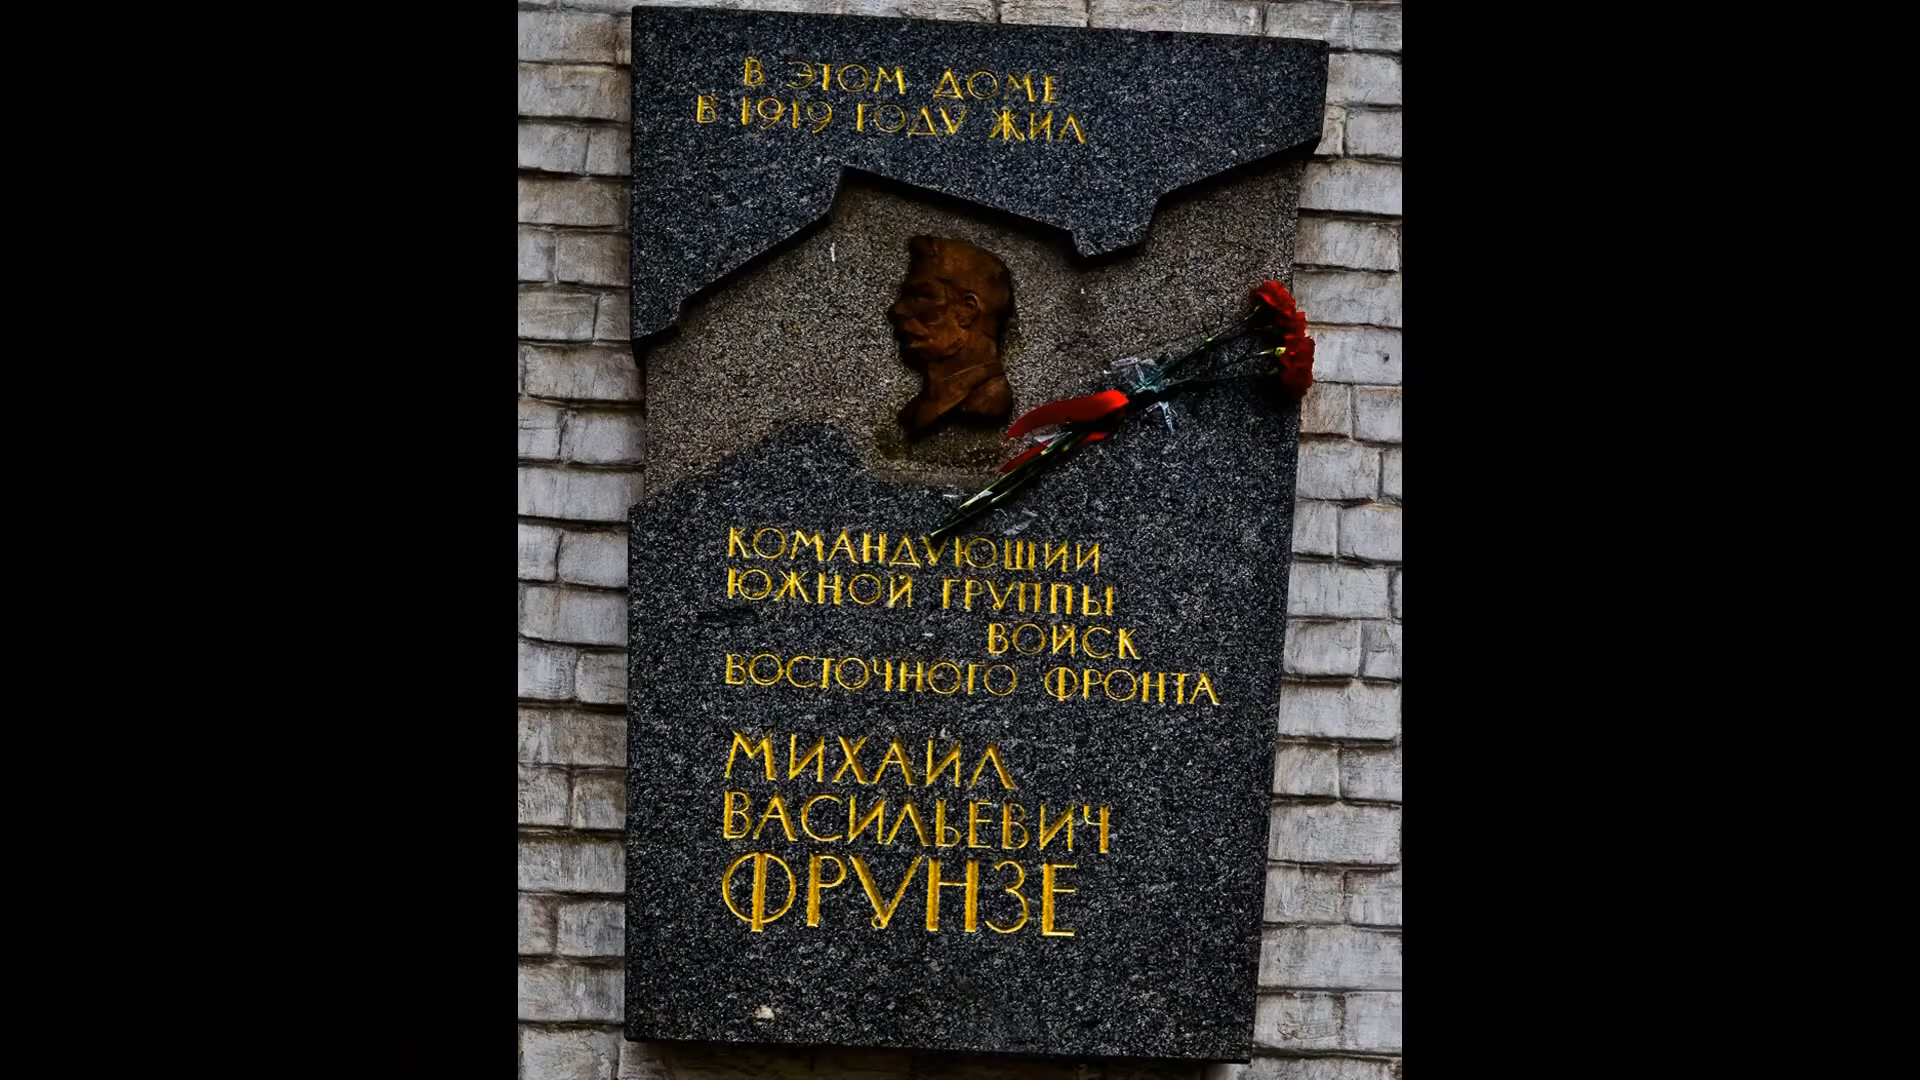 В ЭТОМ ДОМЕ
В 1919 ГОДУ ЖИЛ
КОМАНДУЮЩИЙ
ЮЖНОЙ ГРУППЫ
ВОЙСК
ВОСТОЧНОГО ФРОНТА
МИХАИЛ
ВАСИЛЬЕВИЧ
ФРУНЗЕ